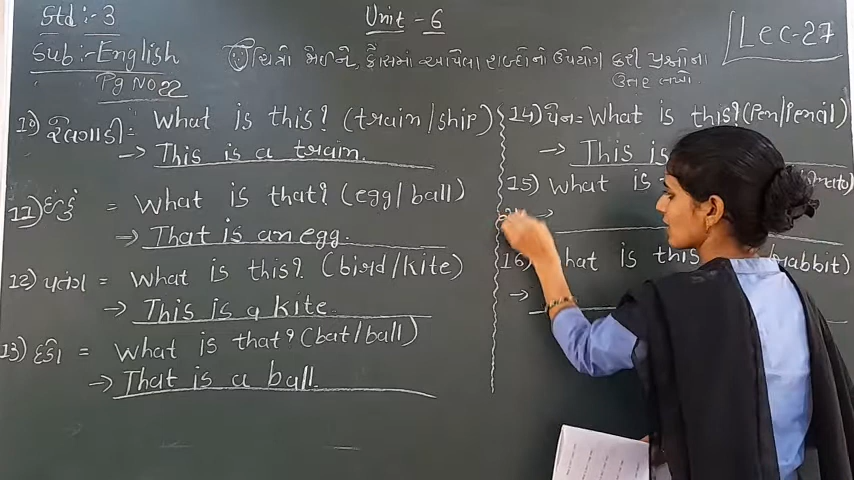 Std :- 3
Unit - 6
Lec-27
Sub :- English
Pg NO 22
ચિત્રો જોઈને, કૌંસમાં આપેલા શબ્દોનો ઉપયોગ કરી પ્રશ્નોના
ઉત્તર લખો.
10) રેલગાડી = What is this? (train/ship)
→ This is a train.
11) ઈંડું = What is that? (egg/ball)
→ That is an egg.
12) પતંગ = What is this? (bird/kite)
→ This is a kite.
13) દડો = What is that? (bat/ball)
→ That is a ball.
14) પેન = What is this? (Pen/Pencil)
→ This is
15) What is
→
16) What is this rabbit)
→